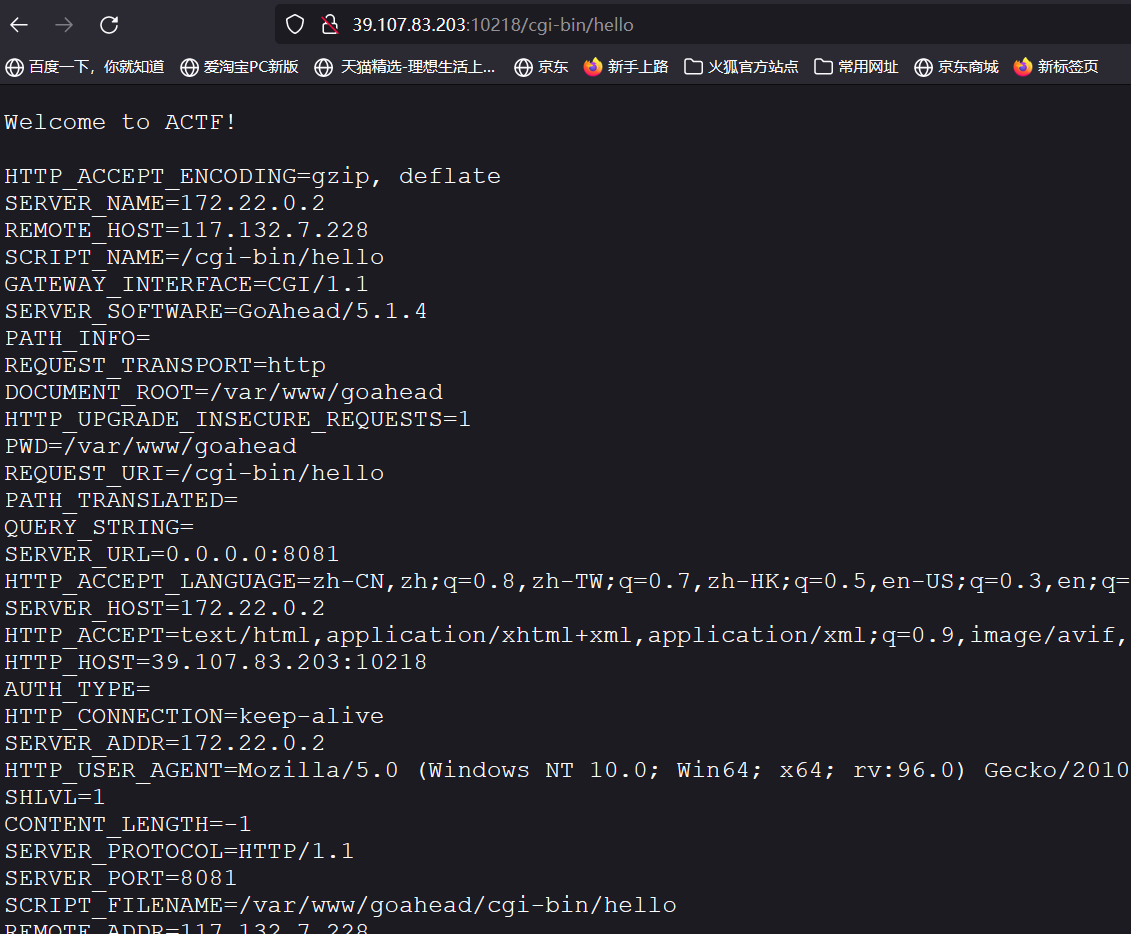 39.107.83.203:10218/cgi-bin/hello
百度一下，你就知道 爱淘宝PC新版 天猫精选-理想生活上... 京东 新手上路 火狐官方站点 常用网址 京东商城 新标签页
Welcome to ACTF!
HTTP_ACCEPT_ENCODING=gzip, deflate
SERVER_NAME=172.22.0.2
REMOTE_HOST=117.132.7.228
SCRIPT_NAME=/cgi-bin/hello
GATEWAY_INTERFACE=CGI/1.1
SERVER_SOFTWARE=GoAhead/5.1.4
PATH_INFO=
REQUEST_TRANSPORT=http
DOCUMENT_ROOT=/var/www/goahead
HTTP_UPGRADE_INSECURE_REQUESTS=1
PWD=/var/www/goahead
REQUEST_URI=/cgi-bin/hello
PATH_TRANSLATED=
QUERY_STRING=
SERVER_URL=0.0.0.0:8081
HTTP_ACCEPT_LANGUAGE=zh-CN,zh;q=0.8,zh-TW;q=0.7,zh-HK;q=0.5,en-US;q=0.3,en;q=
SERVER_HOST=172.22.0.2
HTTP_ACCEPT=text/html,application/xhtml+xml,application/xml;q=0.9,image/avif,
HTTP_HOST=39.107.83.203:10218
AUTH_TYPE=
HTTP_CONNECTION=keep-alive
SERVER_ADDR=172.22.0.2
HTTP_USER_AGENT=Mozilla/5.0 (Windows NT 10.0; Win64; x64; rv:96.0) Gecko/2010
SHLVL=1
CONTENT_LENGTH=-1
SERVER_PROTOCOL=HTTP/1.1
SERVER_PORT=8081
SCRIPT_FILENAME=/var/www/goahead/cgi-bin/hello
REMOTE_ADDR=117.132.7.228